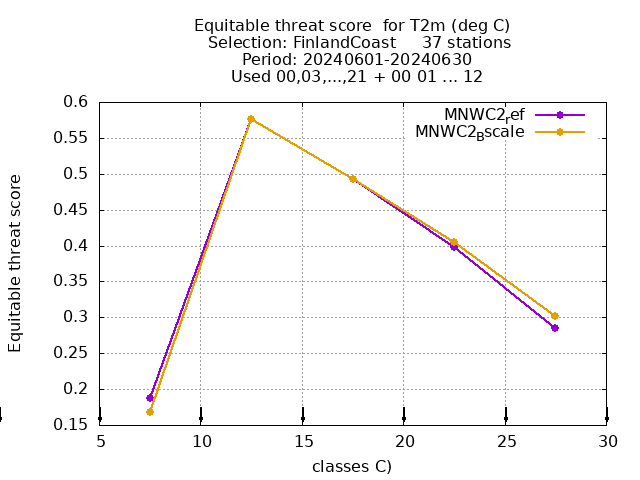 Equitable threat score  for T2m (deg C)
Selection: FinlandCoast     37 stations
Period: 20240601-20240630
Used 00,03,...,21 + 00 01 ... 12
MNWC2ref
MNWC2Bscale
Equitable threat score
0.6
0.55
0.5
0.45
0.4
0.35
0.3
0.25
0.2
0.15
5 10 15 20 25 30
classes C)